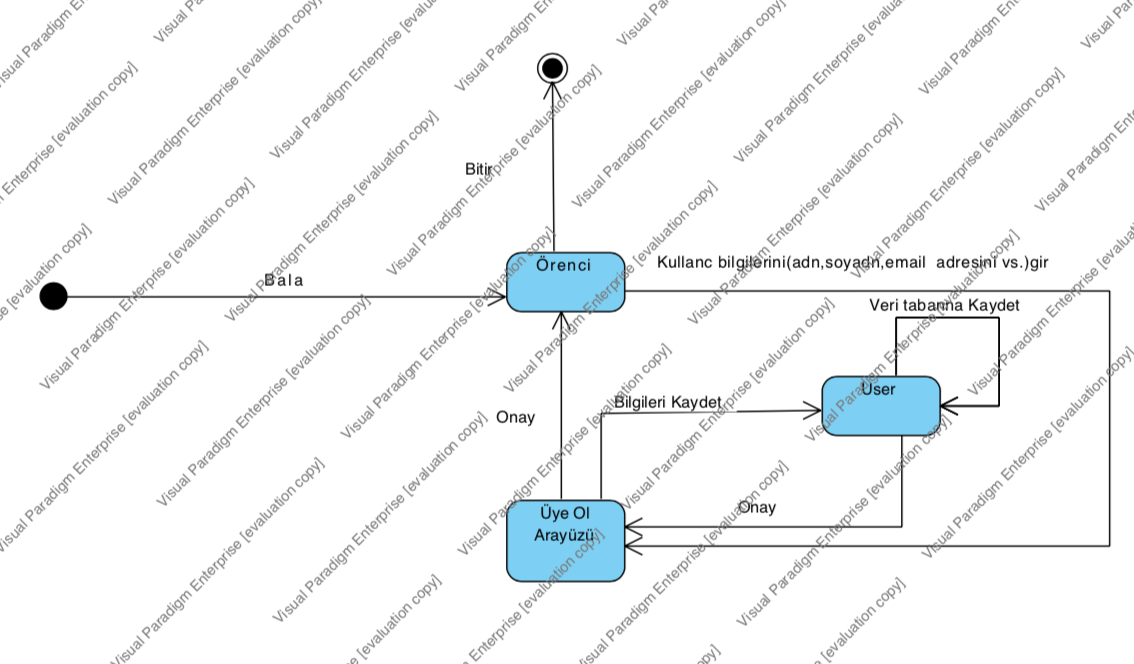 Bitir
Örenci
Kullanc bilgilerini(adn,soyadn,email adresini vs.)gir
Bala
Veri tabanna Kaydet
User
Bilgileri Kaydet
Onay
Üye Ol
Arayüzü
Onay
Visual Paradigm Enterprise [evaluation copy]